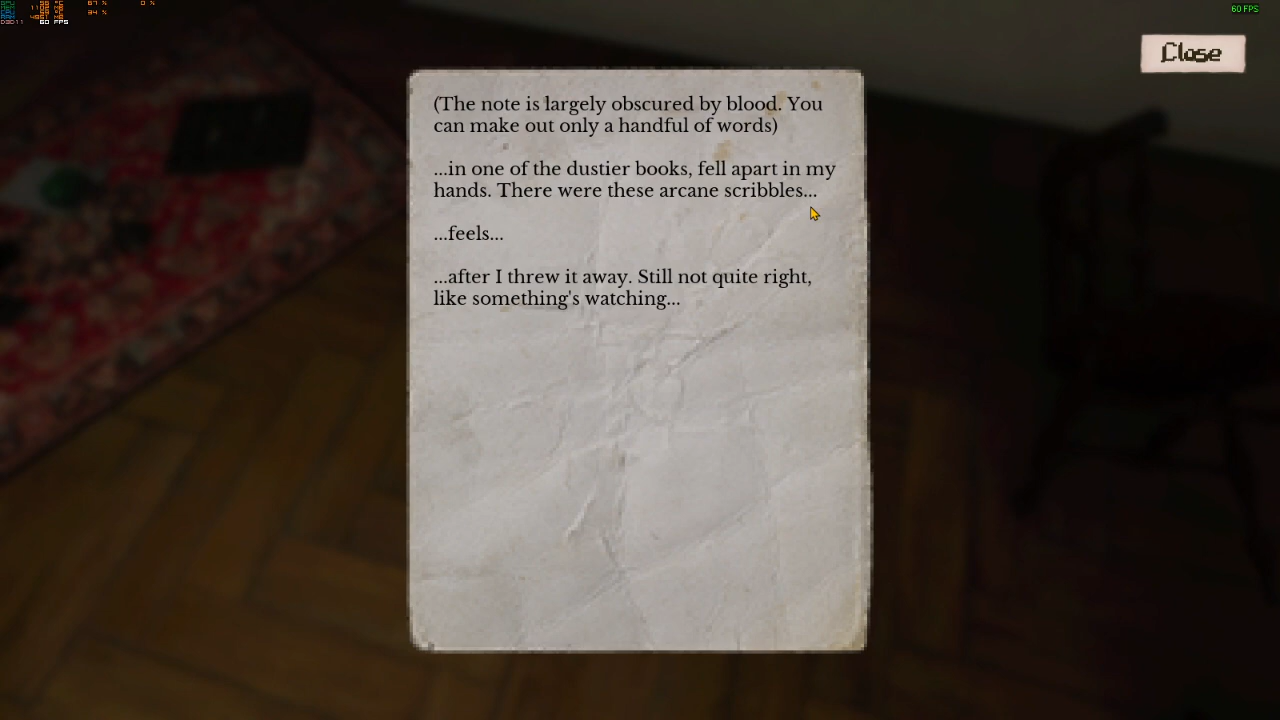 60 FPS
Close
(The note is largely obscured by blood. You
can make out only a handful of words)
...in one of the dustier books, fell apart in my
hands. There were these arcane scribbles...
...feels...
...after I threw it away. Still not quite right,
like something's watching...